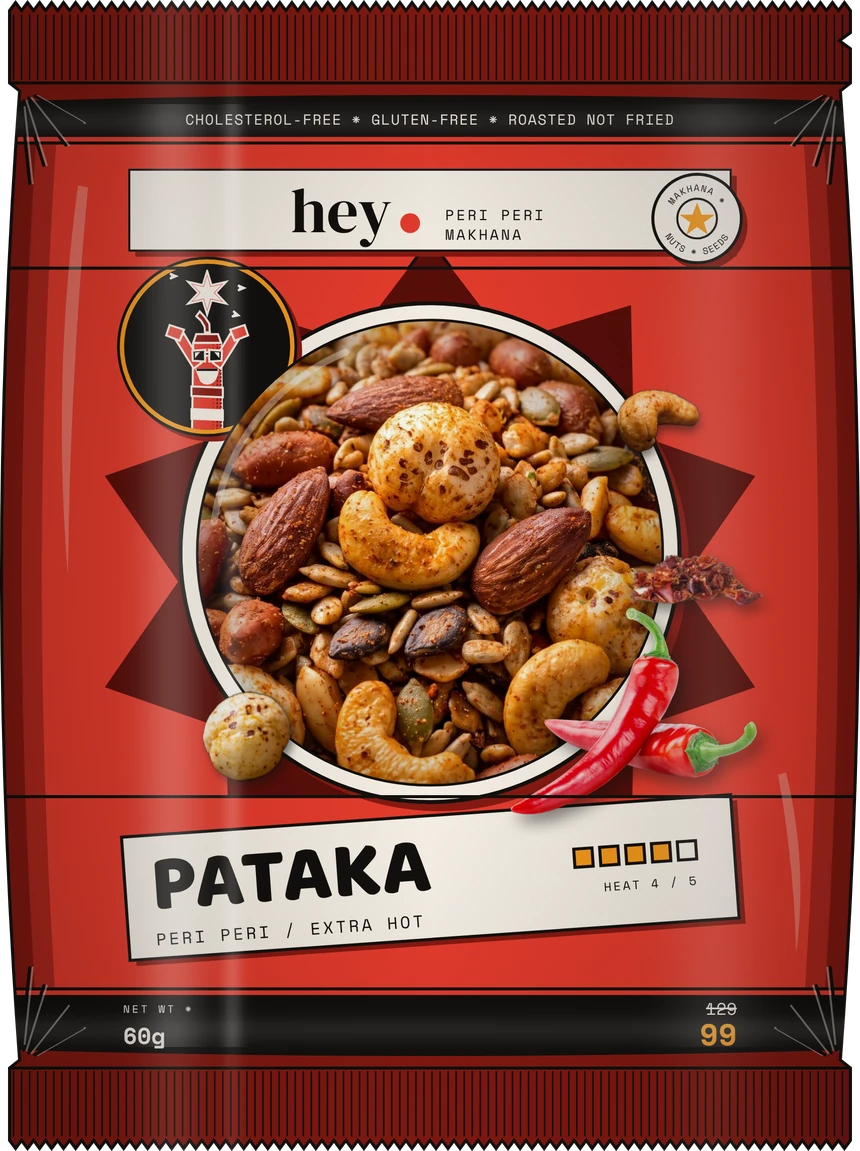 CHOLESTEROL-FREE * GLUTEN-FREE * ROASTED NOT FRIED
hey.
PERI PERI
MAKHANA
MAKHANA *
NUTS * SEEDS
PATAKA
PERI PERI / EXTRA HOT
HEAT 4 / 5
NET WT *
60g
129
99